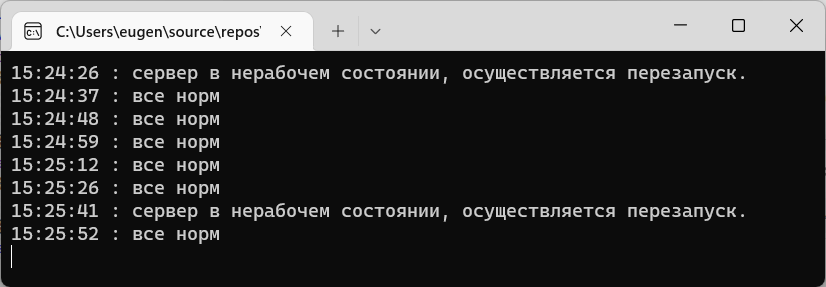 C:\Users\eugen\source\repos\
15:24:26 : сервер в нерабочем состоянии, осуществляется перезапуск.
15:24:37 : все норм
15:24:48 : все норм
15:24:59 : все норм
15:25:12 : все норм
15:25:26 : все норм
15:25:41 : сервер в нерабочем состоянии, осуществляется перезапуск.
15:25:52 : все норм